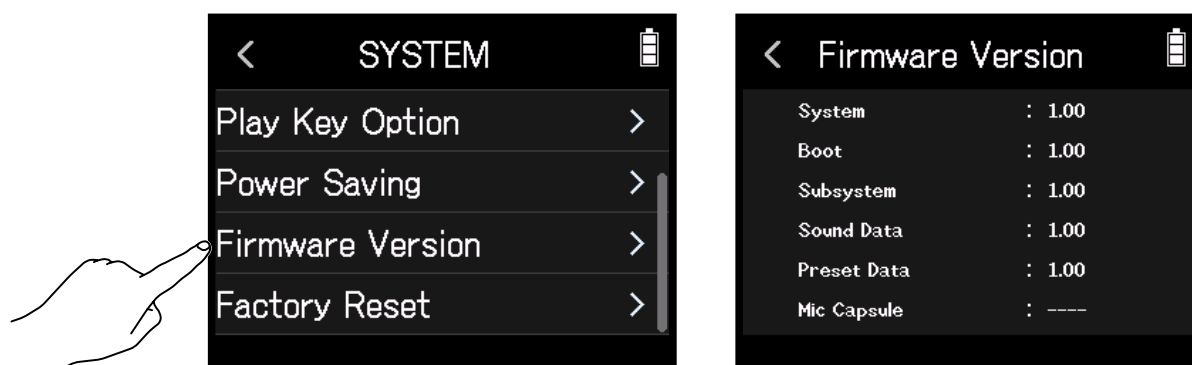 SYSTEM
Play Key Option
Power Saving
Firmware Version
Factory Reset
Firmware Version
System : 1.00
Boot : 1.00
Subsystem : 1.00
Sound Data : 1.00
Preset Data : 1.00
Mic Capsule : ----